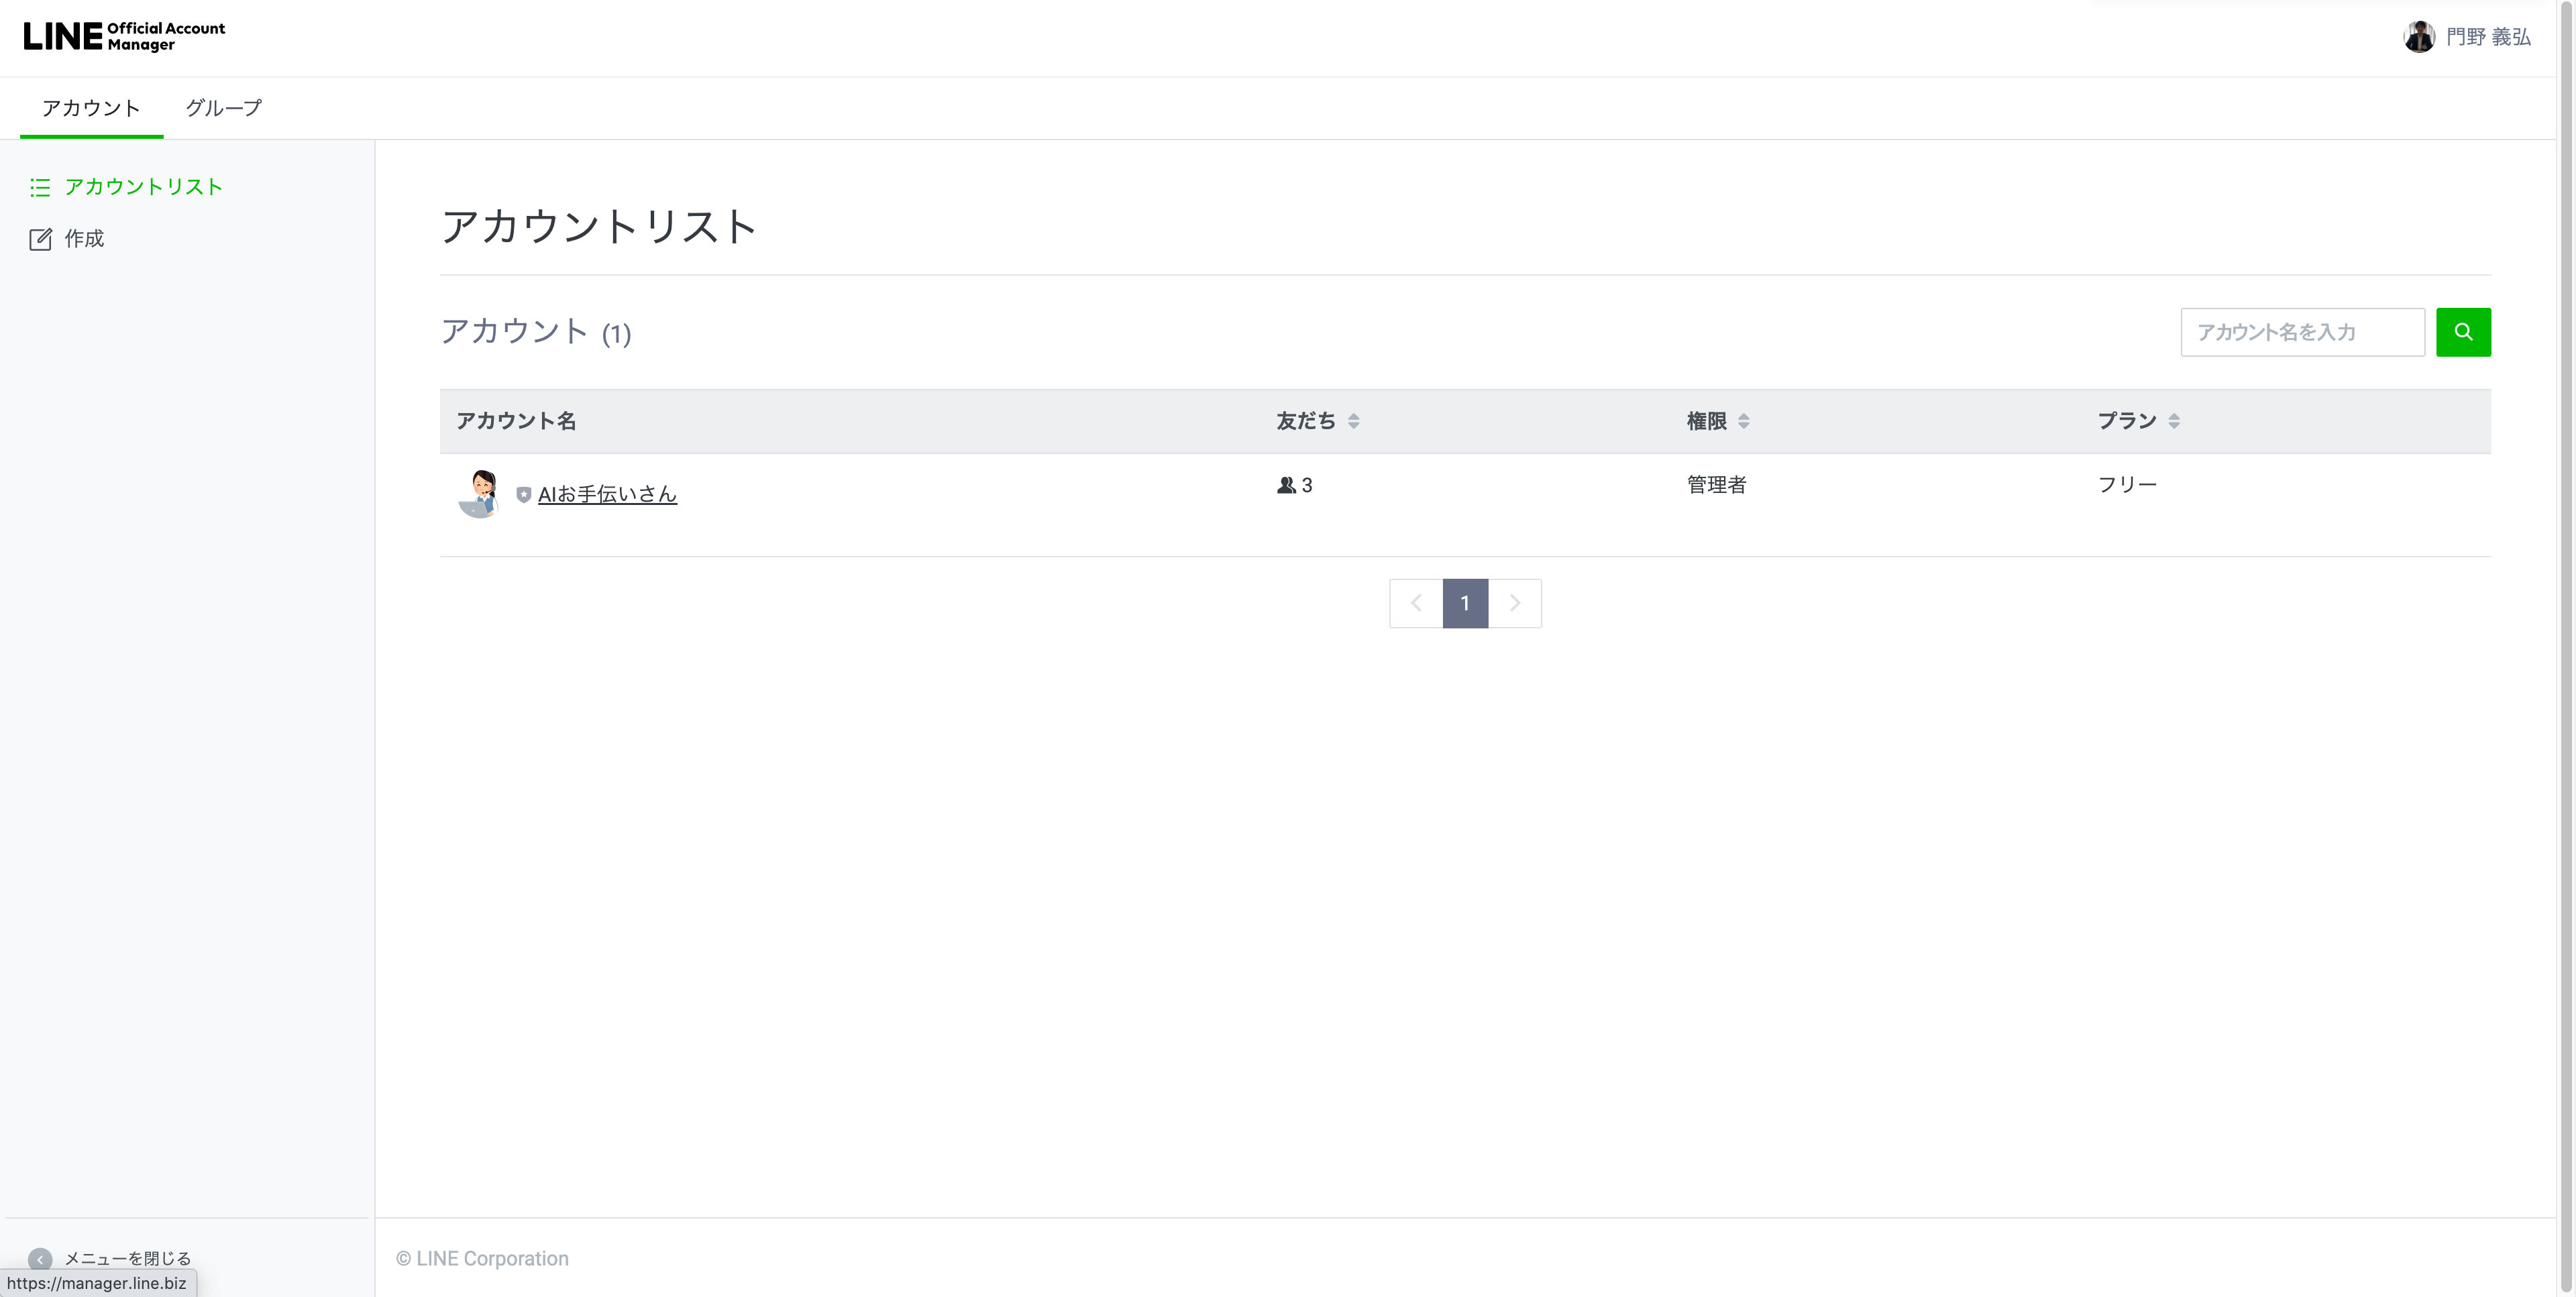 LINE Official Account Manager
門野 義弘
アカウント
グループ
アカウントリスト
作成
アカウントリスト
アカウント (1)
アカウント名を入力
アカウント名 友だち 権限 プラン
AIお手伝いさん 3 管理者 フリー
1
メニューを閉じる
© LINE Corporation
https://manager.line.biz